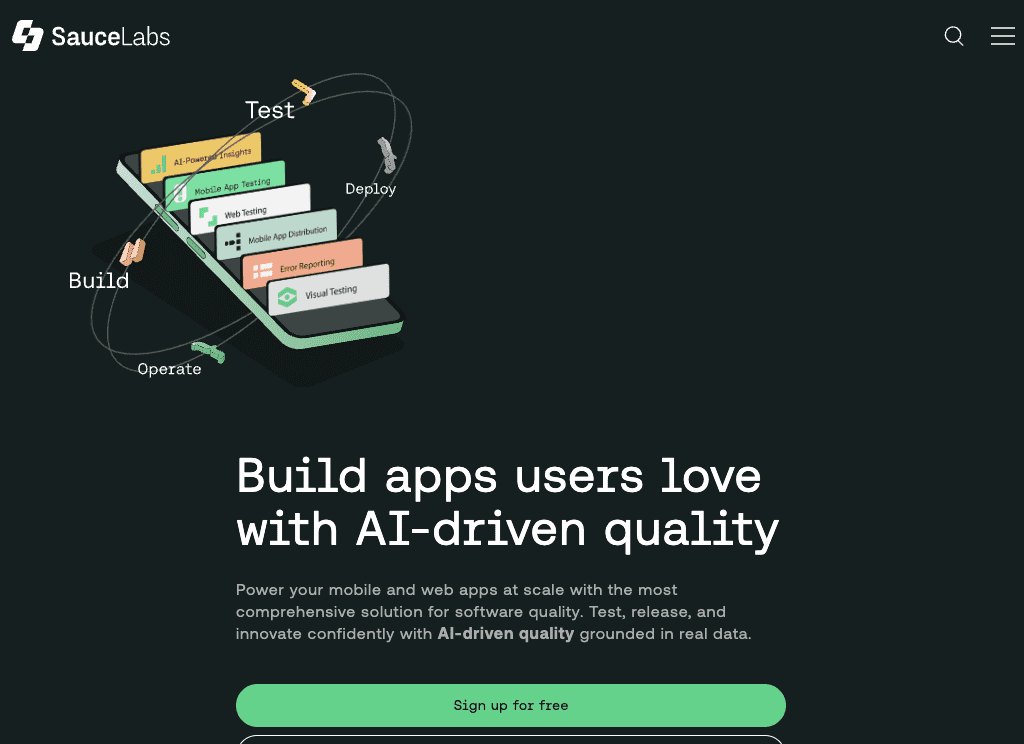 SauceLabs
Test
AI-Powered Insights
Mobile App Testing
Deploy
Web Testing
Mobile App Distribution
Error Reporting
Build
Visual Testing
Operate
Build apps users love
with AI-driven quality
Power your mobile and web apps at scale with the most
comprehensive solution for software quality. Test, release, and
innovate confidently with AI-driven quality grounded in real data.
Sign up for free